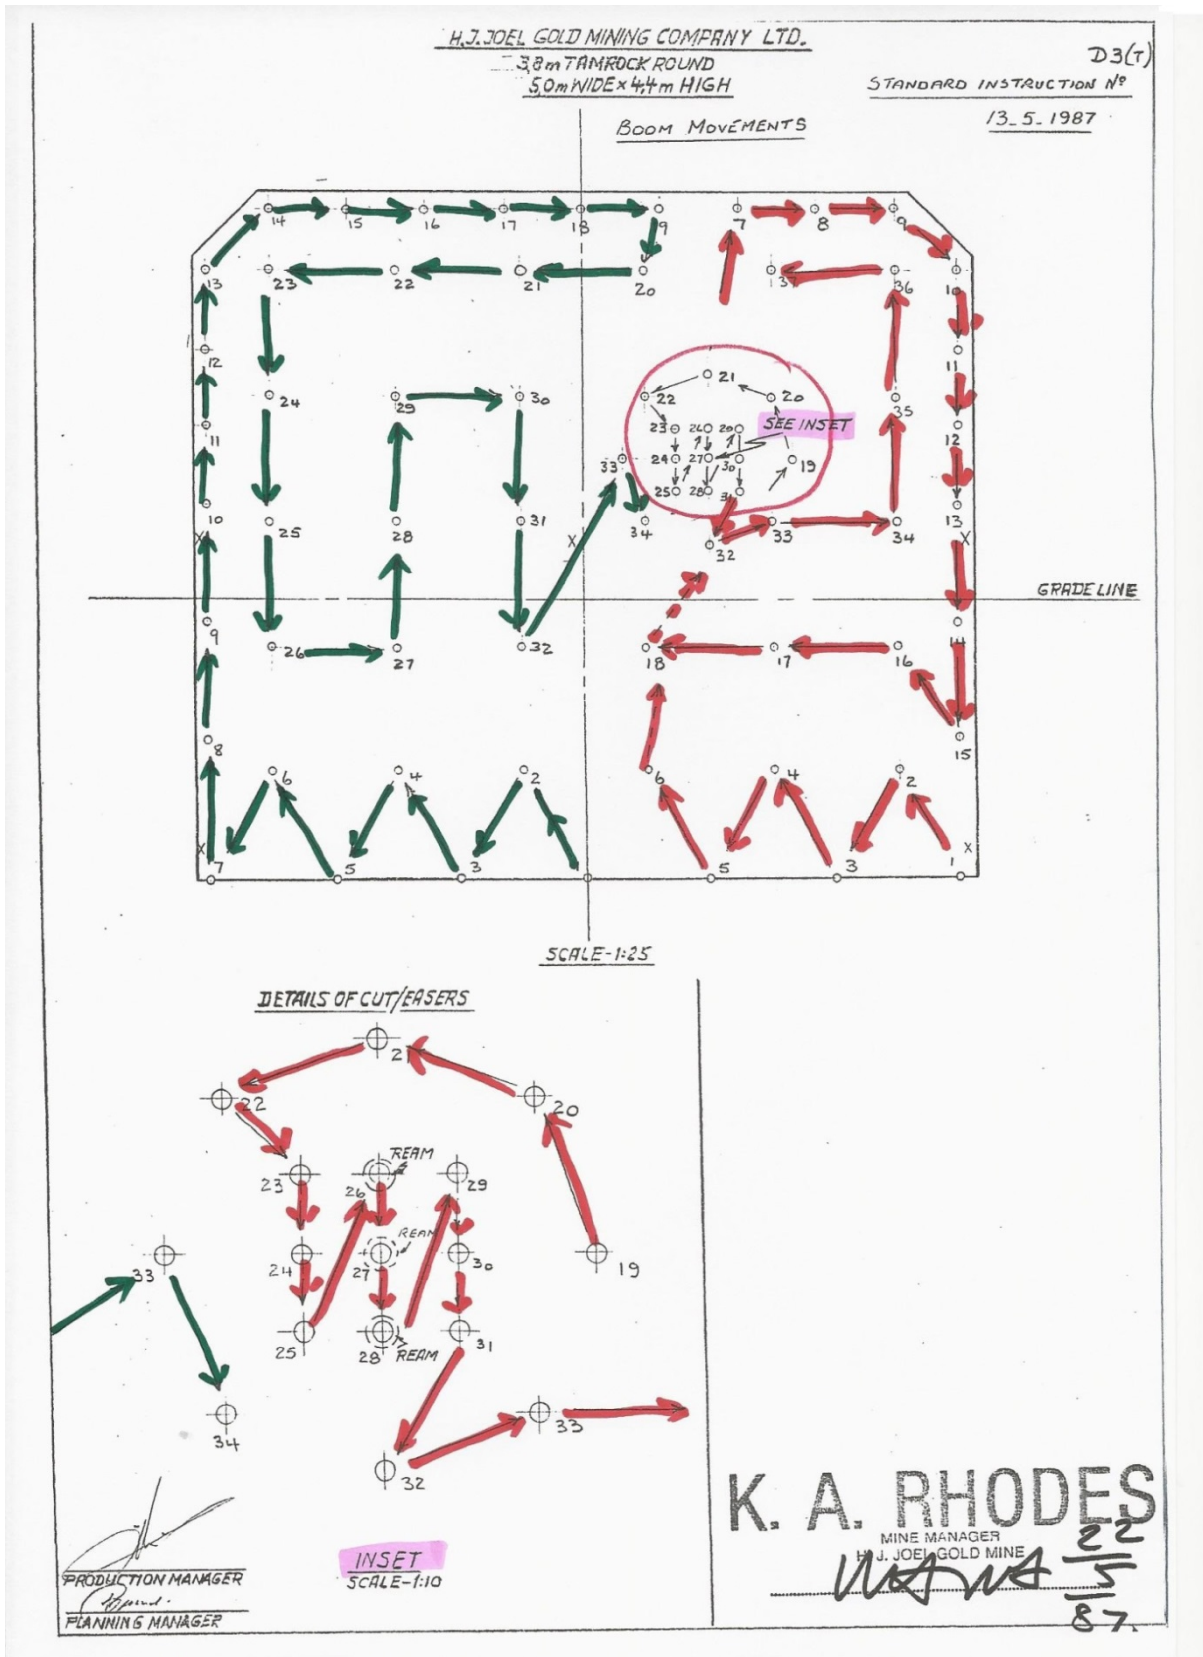 H.J. JOEL GOLD MINING COMPANY LTD.
3,8m TAMROCK ROUND
5,0m WIDE x 4,4m HIGH
D3(T)
STANDARD INSTRUCTION Nº
13-5-1987
BOOM MOVEMENTS
14 15 16 17 18 19 7 8 9
13 23 22 21 20 37 36 10
12 11
21
24 29 30 22 20 35
11 23 26 29 SEE INSET 12
33 24 27 30 19
10 25 28 31 13
25 28 31 34 33 34
X X X
32
GRADE LINE
9 14
26 27 32 18 17 16
8 15
6 4 2 6 4 2
X X
7 5 3 1 5 3 1
SCALE-1:25
DETAILS OF CUT/EASERS
21
22 20
REAM
23 26 29
REAM
33 24 27 30 19
25 28 REAM 31
34 33
32
K. A. RHODES
MINE MANAGER
H. J. JOEL GOLD MINE
22
5
87.
INSET
SCALE-1:10
PRODUCTION MANAGER
PLANNING MANAGER